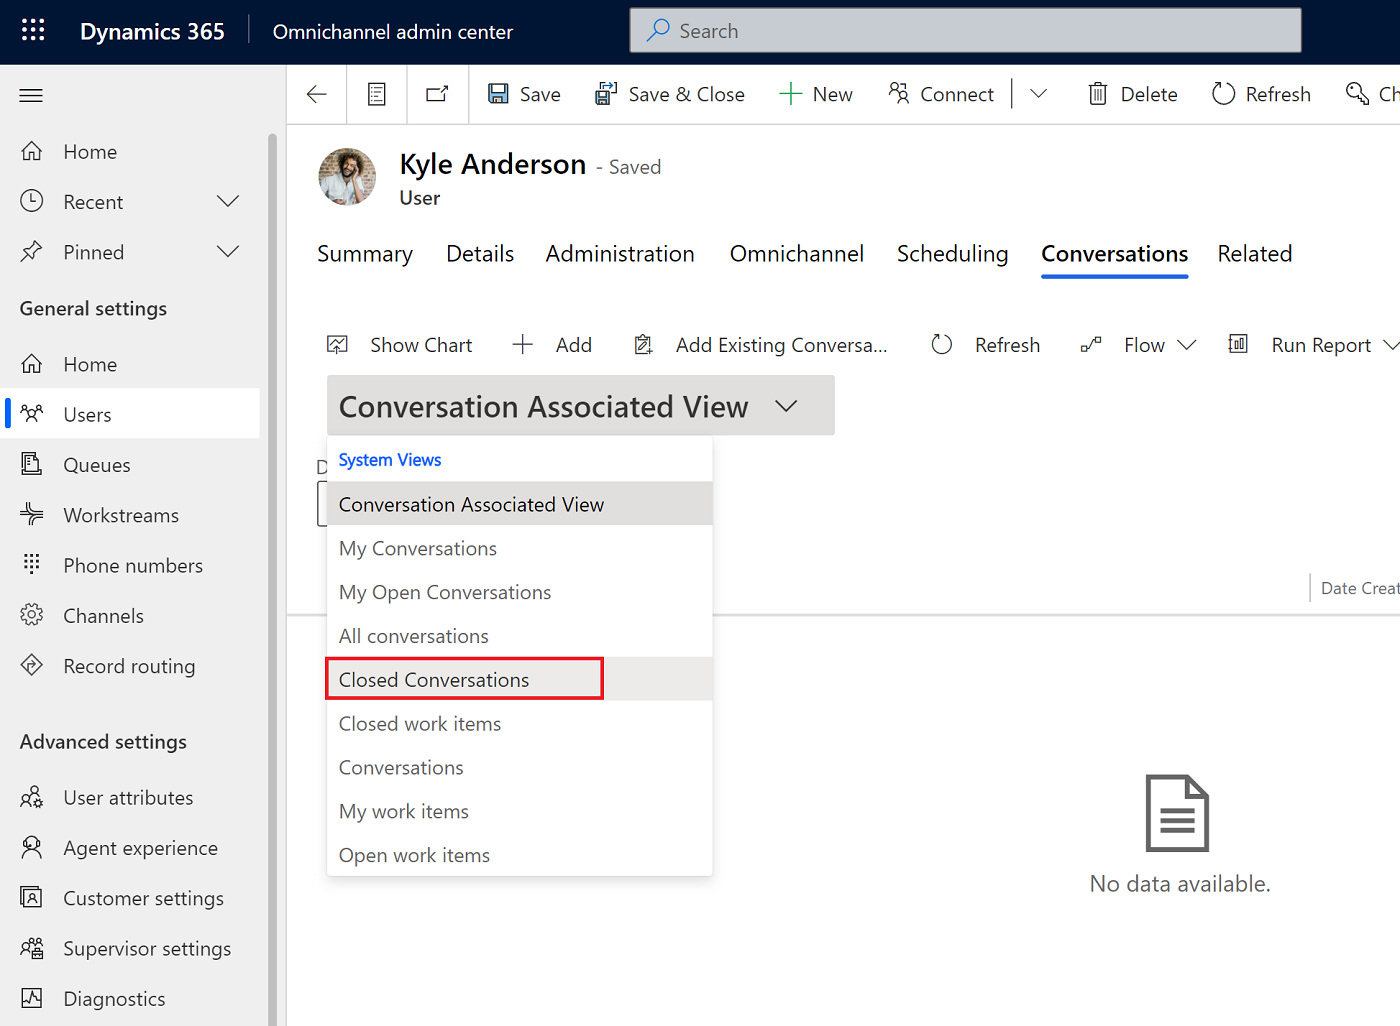 Dynamics 365
Omnichannel admin center
Search
Save
Save & Close
New
Connect
Delete
Refresh
Ch
Home
Recent
Pinned
General settings
Home
Users
Queues
Workstreams
Phone numbers
Channels
Record routing
Advanced settings
User attributes
Agent experience
Customer settings
Supervisor settings
Diagnostics
Kyle Anderson - Saved
User
Summary
Details
Administration
Omnichannel
Scheduling
Conversations
Related
Show Chart
Add
Add Existing Conversa...
Refresh
Flow
Run Report
Conversation Associated View
D
System Views
Conversation Associated View
My Conversations
My Open Conversations
All conversations
Closed Conversations
Closed work items
Conversations
My work items
Open work items
Date Creat
No data available.